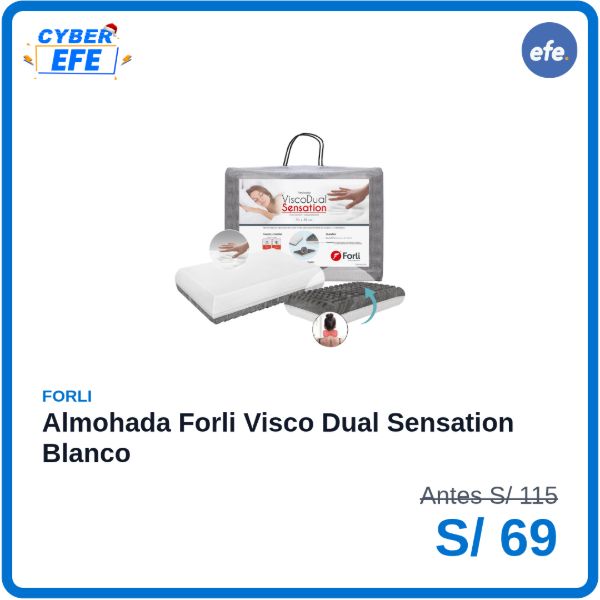 CYBER
EFE
efe.
ViscoDual
Sensation
Forli
FORLI
Almohada Forli Visco Dual Sensation
Blanco
Antes S/ 115
S/ 69